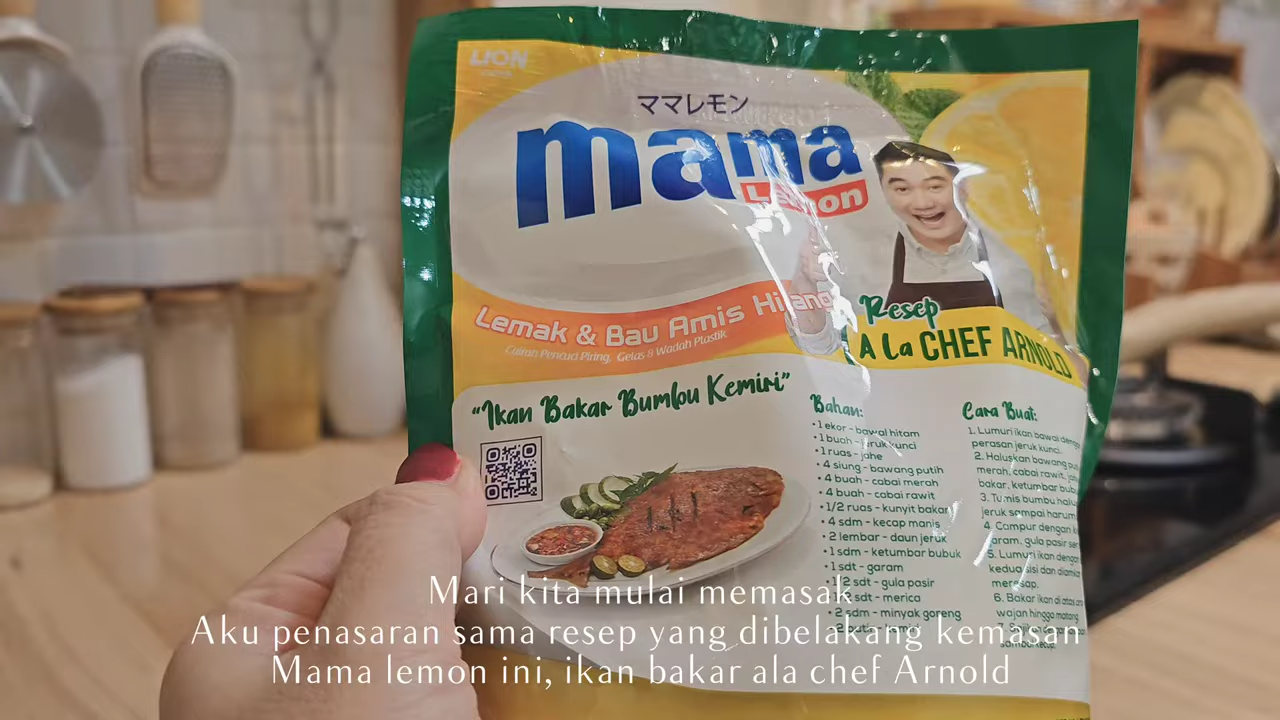 LION
ママレモン
mama
Lemon
Lemak & Bau Amis Hilang
Cairan Pencuci Piring, Gelas & Wadah Plastik
Resep
A La CHEF ARNOLD
"Ikan Bakar Bumbu Kemiri"
Bahan:
• 1 ekor - bawal hitam
• 1 buah - jeruk kunci
• 1 ruas - jahe
• 4 siung - bawang putih
• 4 buah - cabai merah
• 4 buah - cabai rawit
• 1/2 ruas - kunyit bakar
• 4 sdm - kecap manis
• 2 lembar - daun jeruk
• 1 sdm - ketumbar bubuk
• 1 sdt - garam
1/2 sdt - gula pasir
sdt - merica
2 sdm - minyak goreng
Cara Buat:
1. Lumuri ikan bawal dengan
perasan jeruk kunci.
2. Haluskan bawang
merah, cabai rawit,
bakar, ketumbar
3. Tumis bumbu
jeruk sampai harum
4. Campur dengan
garam, gula pasir
5. Lumuri ikan dengan
kedua sisi dan
meresap.
6. Bakar ikan di atas
wajan hingga matang
Mari kita mulai memasak
Aku penasaran sama resep yang dibelakang kemasan
Mama lemon ini, ikan bakar ala chef Arnold